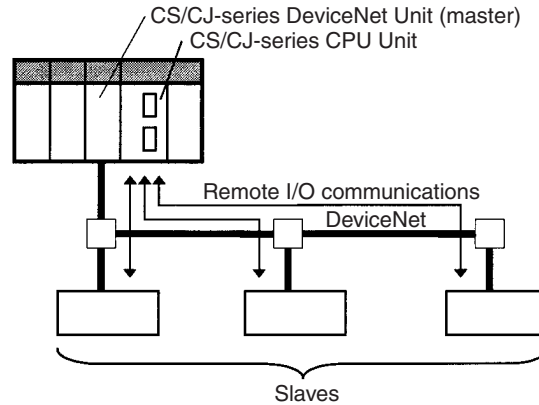 CS/CJ-series DeviceNet Unit (master)
CS/CJ-series CPU Unit
Remote I/O communications
DeviceNet
Slaves